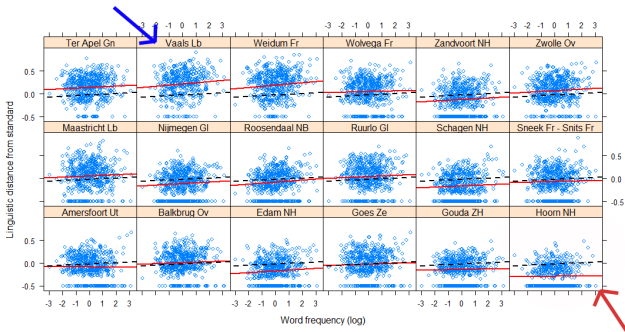 -3 -2 -1 0 1 2 3 -3 -2 -1 0 1 2 3 -3 -2 -1 0 1 2 3
Ter Apel Gn Vaals Lb Weidum Fr Wolvega Fr Zandvoort NH Zwolle Ov
0.5
0.0
-0.5
Maastricht Lb Nijmegen Gl Roosendaal NB Ruurlo Gl Schagen NH Sneek Fr - Snits Fr
0.5
0.0
-0.5
Amersfoort Ut Balkbrug Ov Edam NH Goes Ze Gouda ZH Hoorn NH
0.5
0.0
-0.5
-3 -2 -1 0 1 2 3 -3 -2 -1 0 1 2 3 -3 -2 -1 0 1 2 3
Linguistic distance from standard
Word frequency (log)